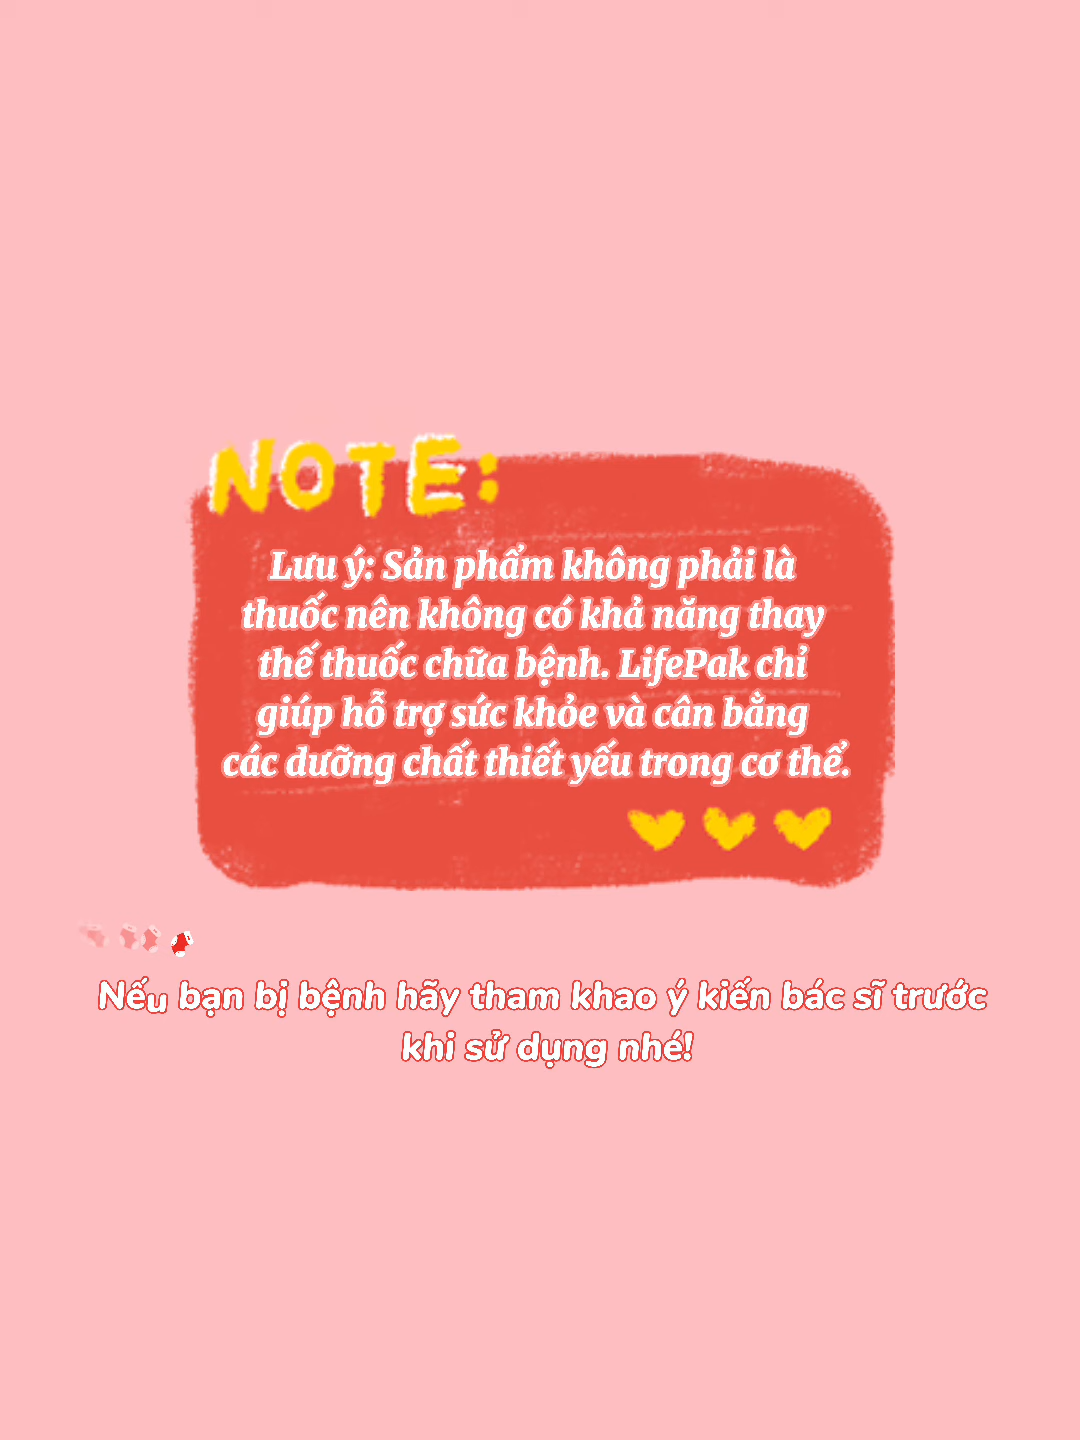 NOTE:
Lưu ý: Sản phẩm không phải là
thuốc nên không có khả năng thay
thế thuốc chữa bệnh. LifePak chỉ
giúp hỗ trợ sức khỏe và cân bằng
các dưỡng chất thiết yếu trong cơ thể.
Nếu bạn bị bệnh hãy tham khao ý kiến bác sĩ trước
khi sử dụng nhé!